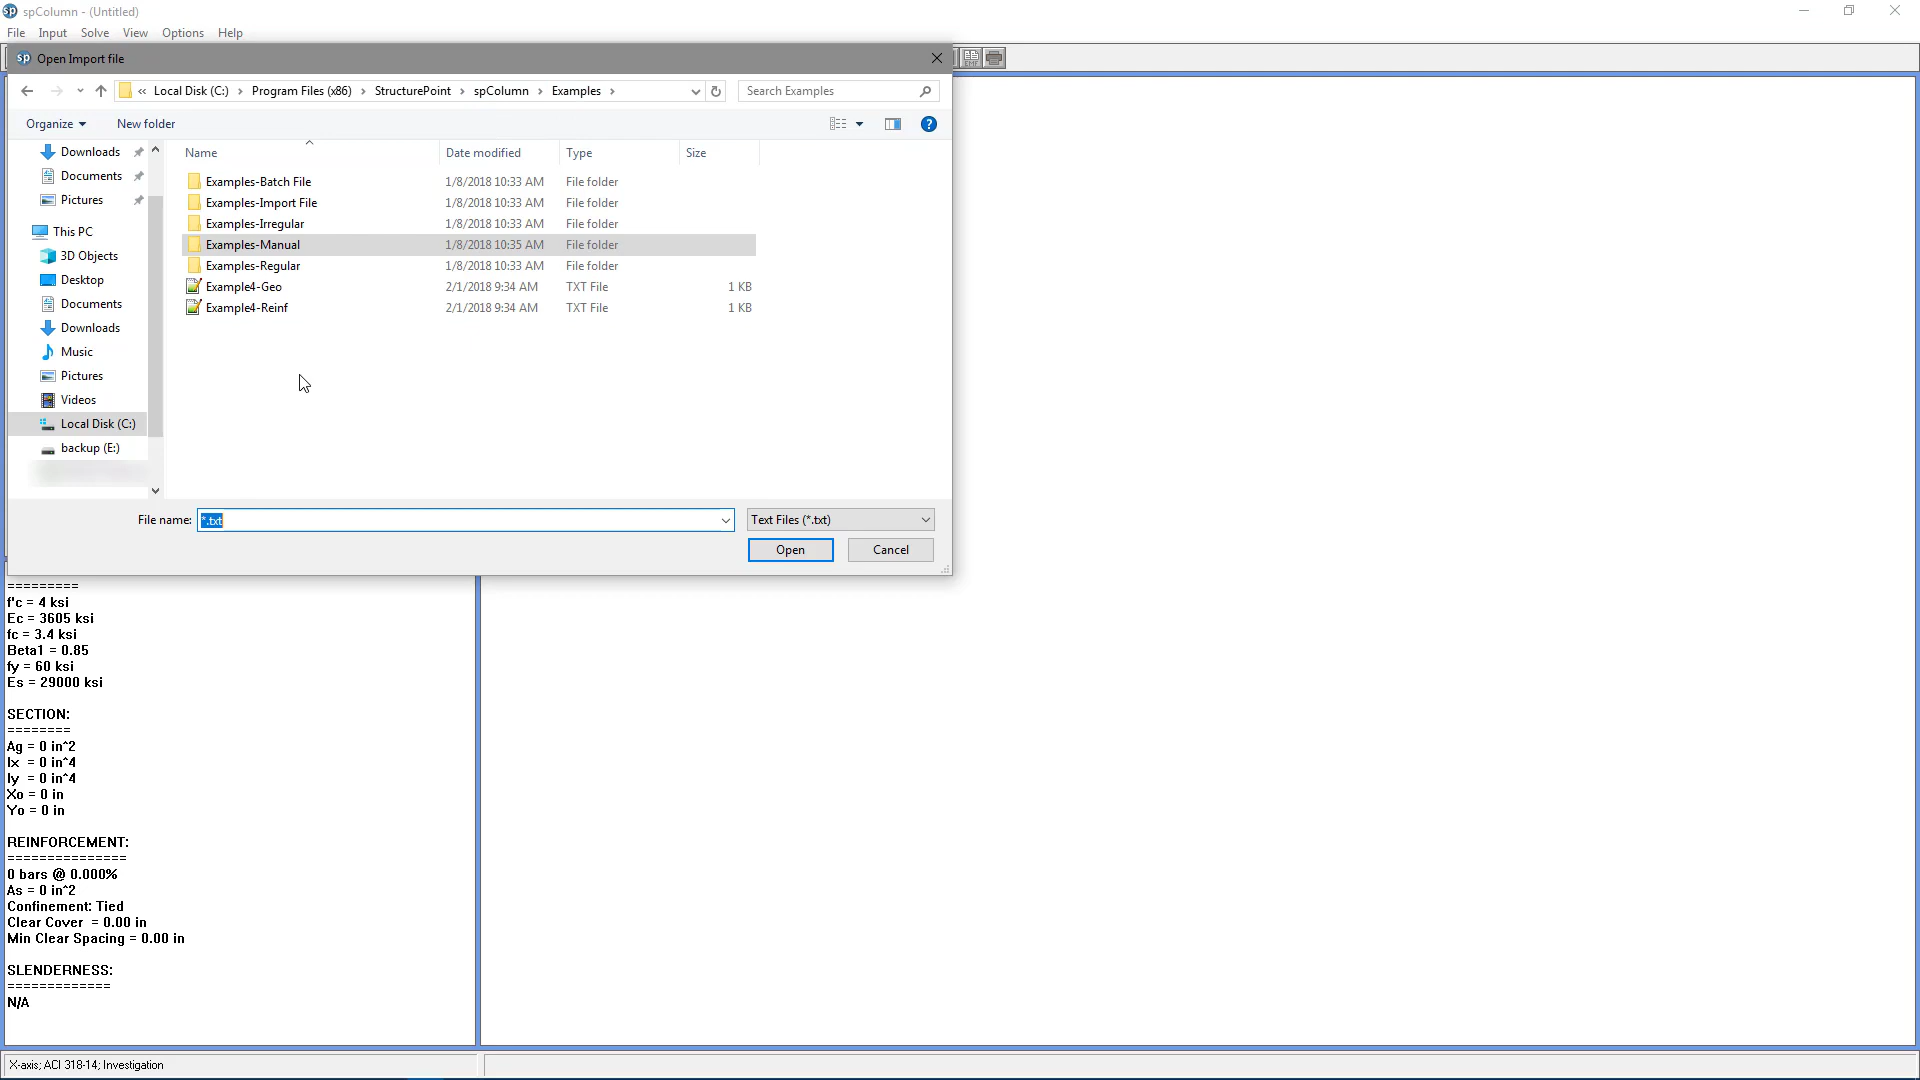 spColumn - (Untitled)
File Input Solve View Options Help
Open Import file
« Local Disk (C:) > Program Files (x86) > StructurePoint > spColumn > Examples >
Search Examples
Organize New folder
Name Date modified Type Size
Downloads
Documents
Pictures
This PC
3D Objects
Desktop
Documents
Downloads
Music
Pictures
Videos
Local Disk (C:)
backup (E:)
Examples-Batch File 1/8/2018 10:33 AM File folder
Examples-Import File 1/8/2018 10:33 AM File folder
Examples-Irregular 1/8/2018 10:33 AM File folder
Examples-Manual 1/8/2018 10:35 AM File folder
Examples-Regular 1/8/2018 10:33 AM File folder
Example4-Geo 2/1/2018 9:34 AM TXT File 1 KB
Example4-Reinf 2/1/2018 9:34 AM TXT File 1 KB
File name: *.txt Text Files (*.txt)
Open Cancel
=========
f'c = 4 ksi
Ec = 3605 ksi
fc = 3.4 ksi
Beta1 = 0.85
fy = 60 ksi
Es = 29000 ksi
SECTION:
========
Ag = 0 in^2
Ix = 0 in^4
Iy = 0 in^4
Xo = 0 in
Yo = 0 in
REINFORCEMENT:
===============
0 bars @ 0.000%
As = 0 in^2
Confinement: Tied
Clear Cover = 0.00 in
Min Clear Spacing = 0.00 in
SLENDERNESS:
=============
N/A
X-axis; ACI 318-14; Investigation